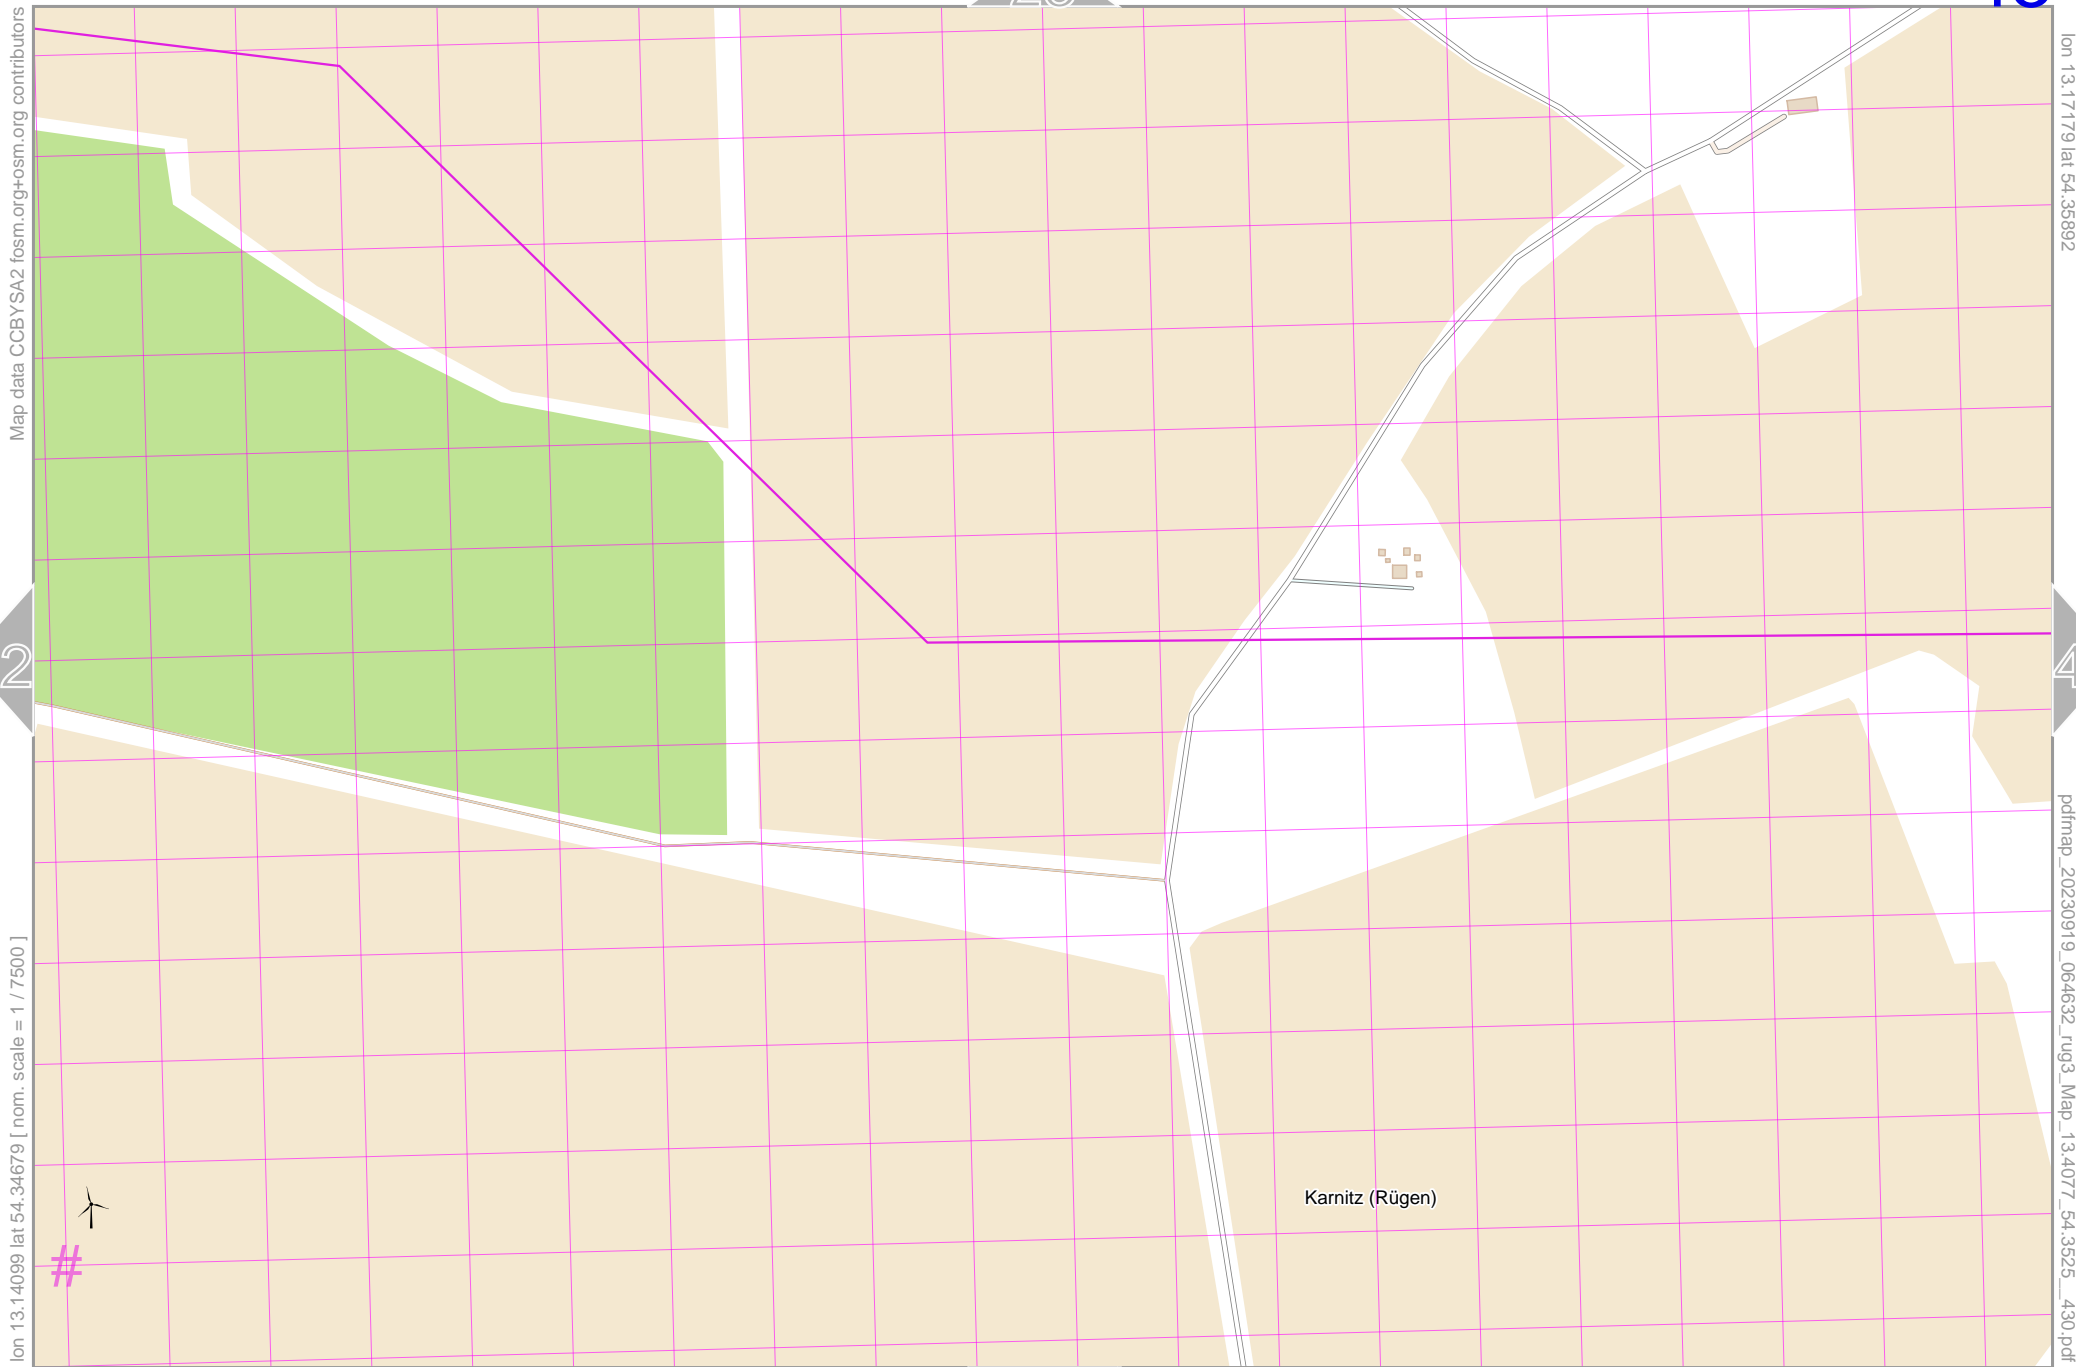 Map data CCBYSA2 fosm.org+osm.org contributors
lon 13.17179 lat 54.35892
2
4
Karnitz (Rügen)
#
lon 13.14099 lat 54.34679 [ nom. scale = 1 / 7500 ]
pdfmap_20230919_064632_rug3_Map_13.4077_54.3525__430.pdf